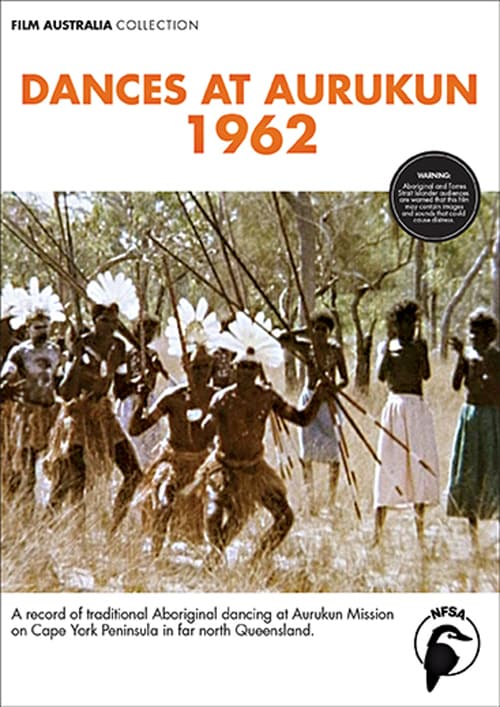 FILM AUSTRALIA COLLECTION
DANCES AT AURUKUN
1962
WARNING:
Aboriginal and Torres
Strait Islander audiences
are warned that this film
may contain images
and sounds that could
cause distress.
A record of traditional Aboriginal dancing at Aurukun Mission
on Cape York Peninsula in far north Queensland.
NFSA